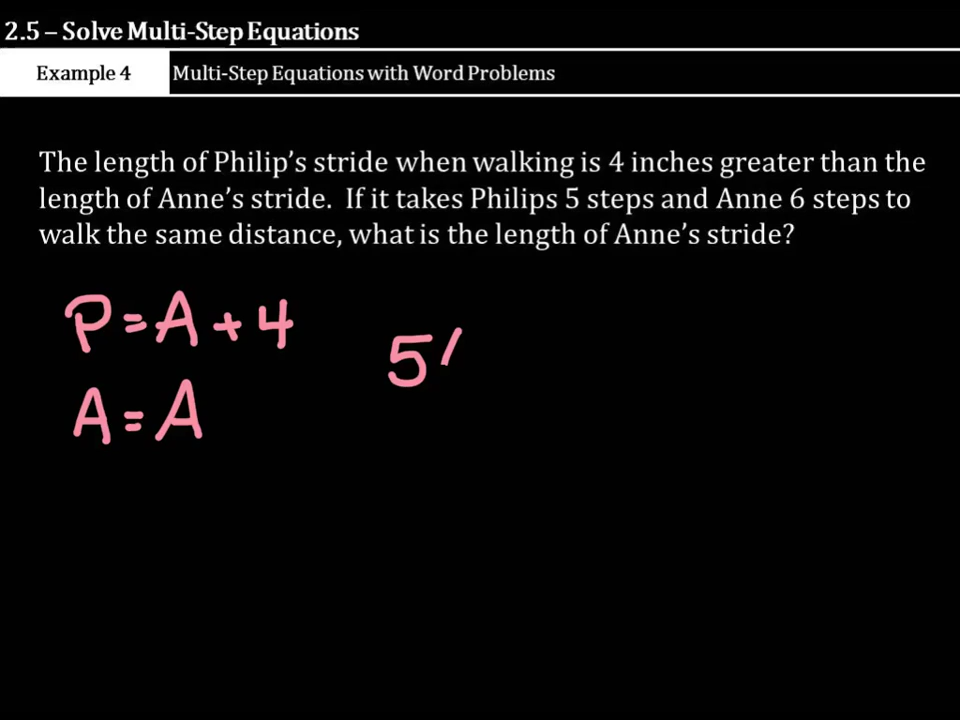 2.5 – Solve Multi-Step Equations
Example 4
Multi-Step Equations with Word Problems
The length of Philip's stride when walking is 4 inches greater than the
length of Anne's stride.  If it takes Philips 5 steps and Anne 6 steps to
walk the same distance, what is the length of Anne's stride?
P = A + 4
5
A = A